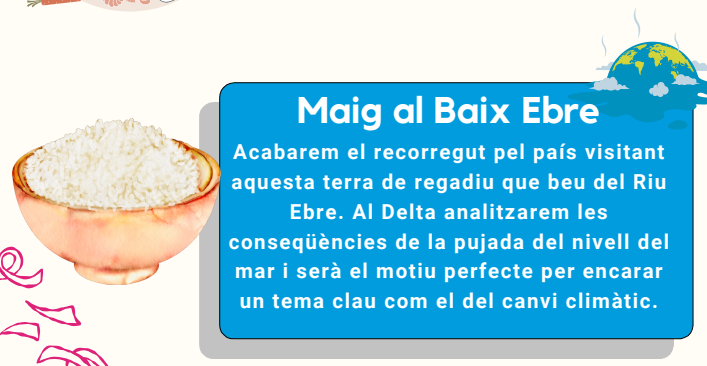 Maig al Baix Ebre
Acabarem el recorregut pel país visitant
aquesta terra de regadiu que beu del Riu
Ebre. Al Delta analitzarem les
conseqüències de la pujada del nivell del
mar i serà el motiu perfecte per encarar
un tema clau com el del canvi climàtic.